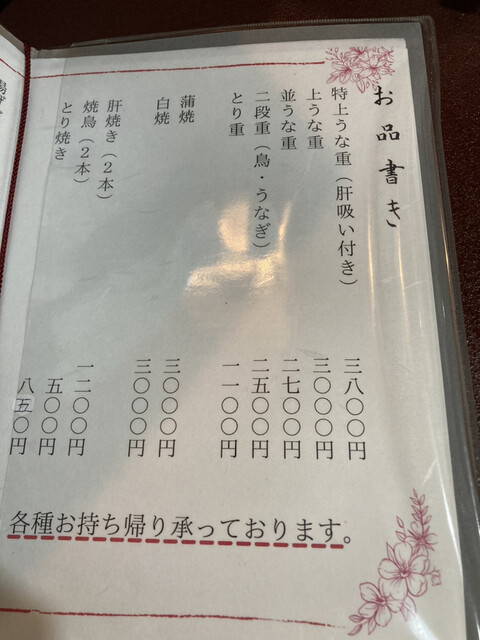 お品書き
特上うな重（肝吸い付き） 三八〇〇円
上うな重 三〇〇〇円
並うな重 二七〇〇円
二段重（鳥・うなぎ） 二五〇〇円
とり重 一一〇〇円
蒲焼 三〇〇〇円
白焼 三〇〇〇円
肝焼き（２本） 一二〇〇円
焼鳥（２本） 五〇〇円
とり焼き 八五〇円
各種お持ち帰り承っております。